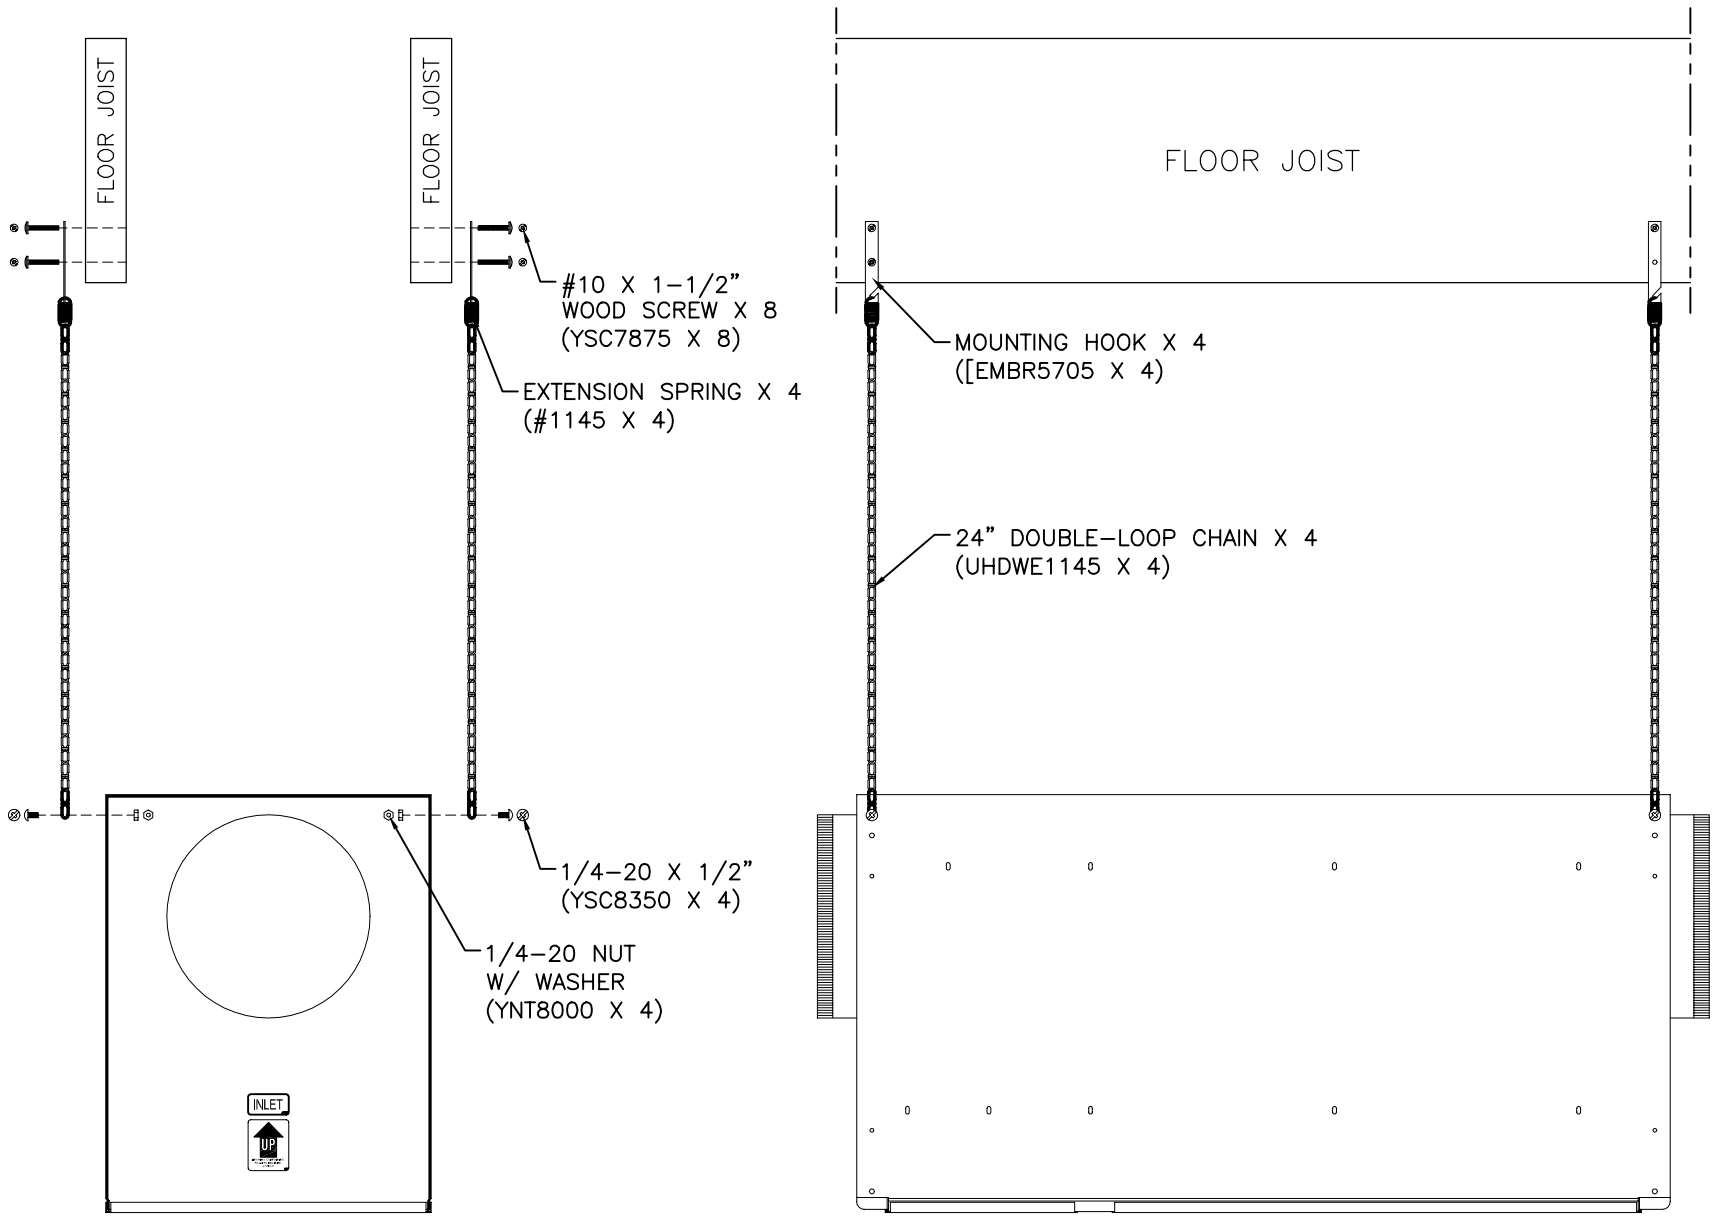 FLOOR JOIST
FLOOR JOIST
FLOOR JOIST
#10 X 1-1/2"
WOOD SCREW X 8
(YSC7875 X 8)
EXTENSION SPRING X 4
(#1145 X 4)
MOUNTING HOOK X 4
([EMBR5705 X 4)
24" DOUBLE-LOOP CHAIN X 4
(UHDWE1145 X 4)
1/4-20 X 1/2"
(YSC8350 X 4)
1/4-20 NUT
W/ WASHER
(YNT8000 X 4)
INLET
UP